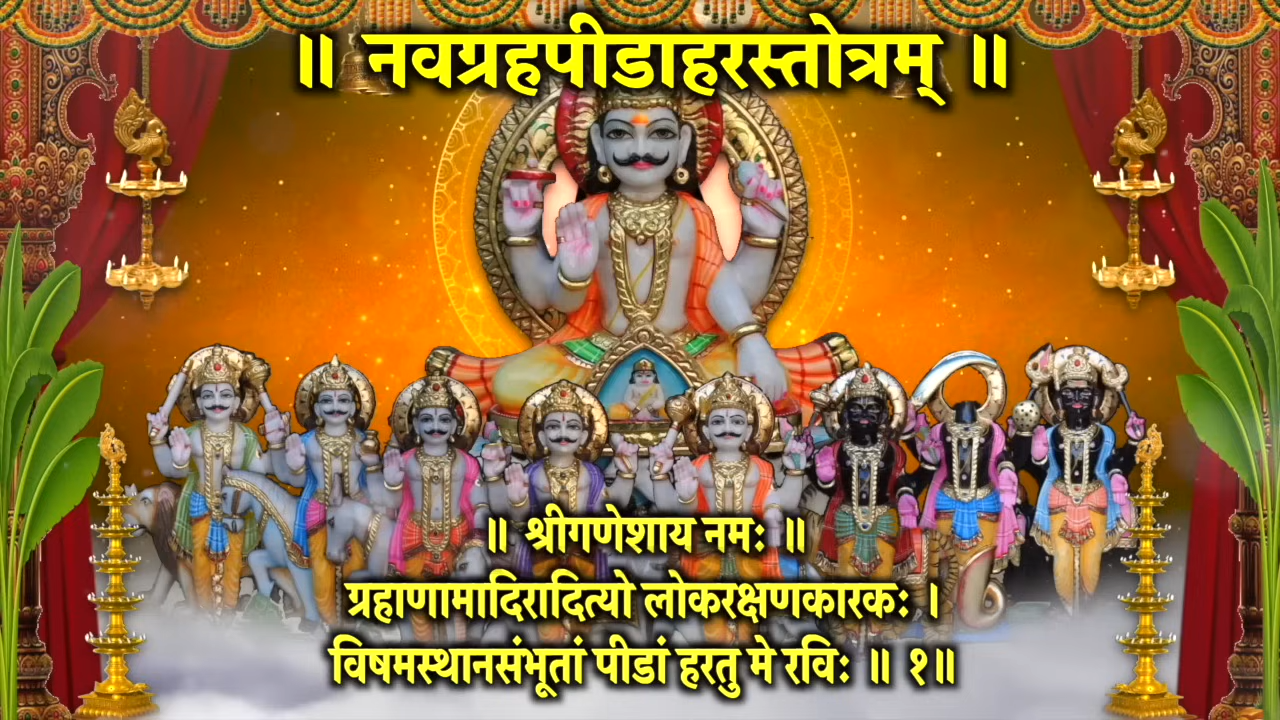 ॥ नवग्रहपीडाहरस्तोत्रम् ॥
॥ श्रीगणेशाय नमः ॥
ग्रहाणामादिरादित्यो लोकरक्षणकारकः ।
विषमस्थानसंभूतां पीडां हरतु मे रविः ॥ १॥